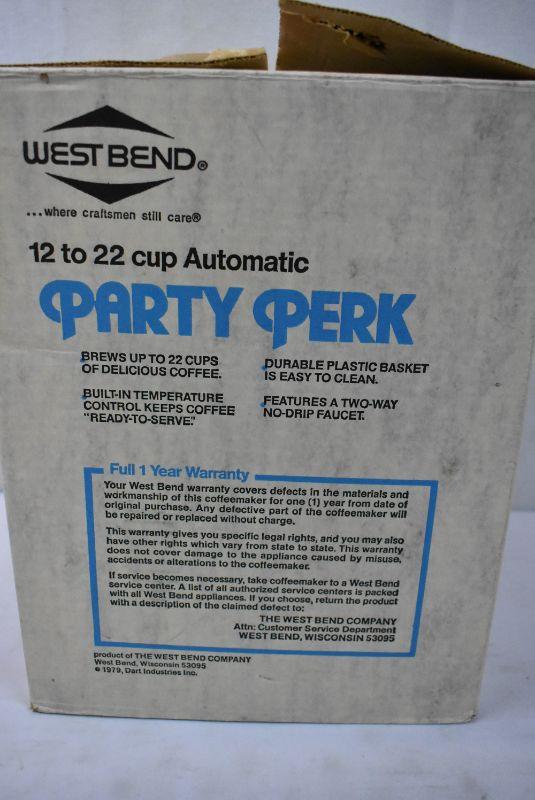 WEST BEND®
...where craftsmen still care®
12 to 22 cup Automatic
PARTY PERK
BREWS UP TO 22 CUPS
OF DELICIOUS COFFEE.
BUILT-IN TEMPERATURE
CONTROL KEEPS COFFEE
"READY-TO-SERVE."
DURABLE PLASTIC BASKET
IS EASY TO CLEAN.
FEATURES A TWO-WAY
NO-DRIP FAUCET.
Full 1 Year Warranty
Your West Bend warranty covers defects in the materials and
workmanship of this coffeemaker for one (1) year from date of
original purchase. Any defective part of the coffeemaker will
be repaired or replaced without charge.
This warranty gives you specific legal rights, and you may also
have other rights which vary from state to state. This warranty
does not cover damage to the appliance caused by misuse,
accidents or alterations to the coffeemaker.
If service becomes necessary, take coffeemaker to a West Bend
service center. A list of all authorized service centers is packed
with all West Bend appliances. If you choose, return the product
with a description of the claimed defect to:
THE WEST BEND COMPANY
Attn: Customer Service Department
WEST BEND, WISCONSIN 53095
product of THE WEST BEND COMPANY
West Bend, Wisconsin 53095
© 1979, Dart Industries Inc.